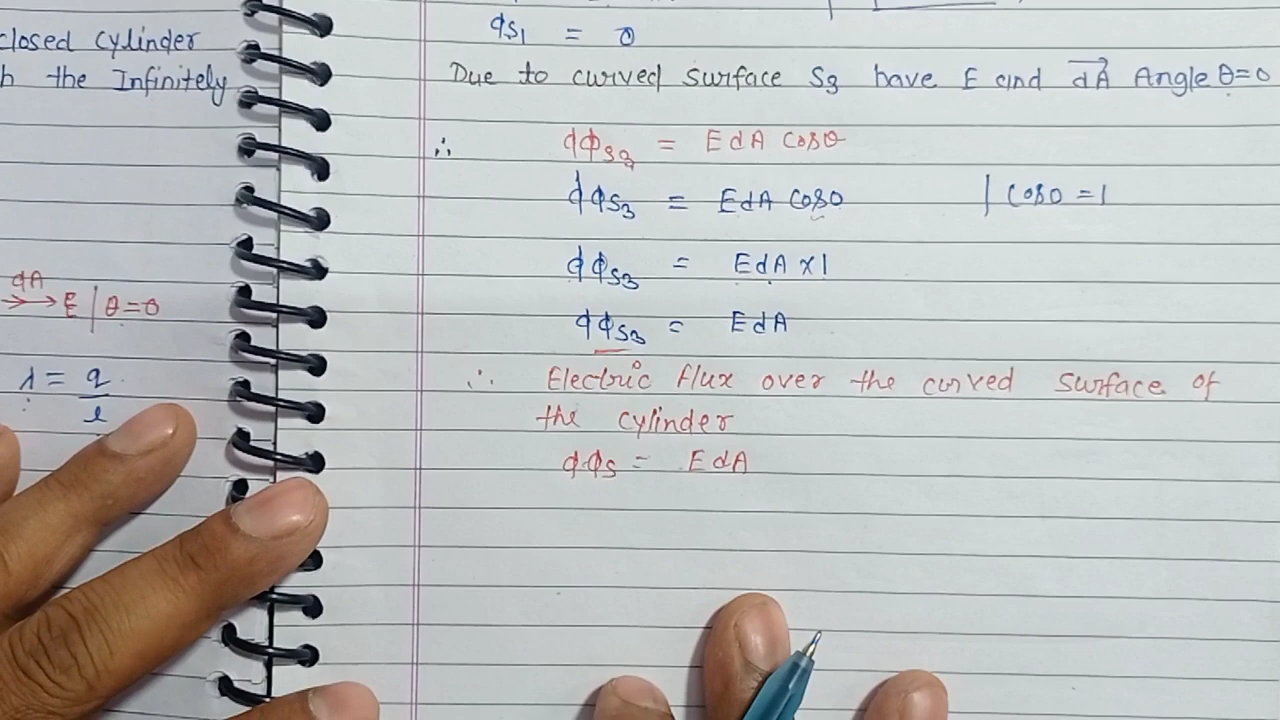 closed cylinder
the Infinitely
dA
E | θ=0
λ = q
l
φS1 = 0
Due to curved surface S3 have E and dA Angle θ=0
∴ dφS3 = E dA Cosθ
dφS3 = EdA Cos0 | Cos0 = 1
dφS3 = EdA x1
dφS3 = EdA
∴ Electric flux over the curved surface of
the cylinder
dφS = EdA